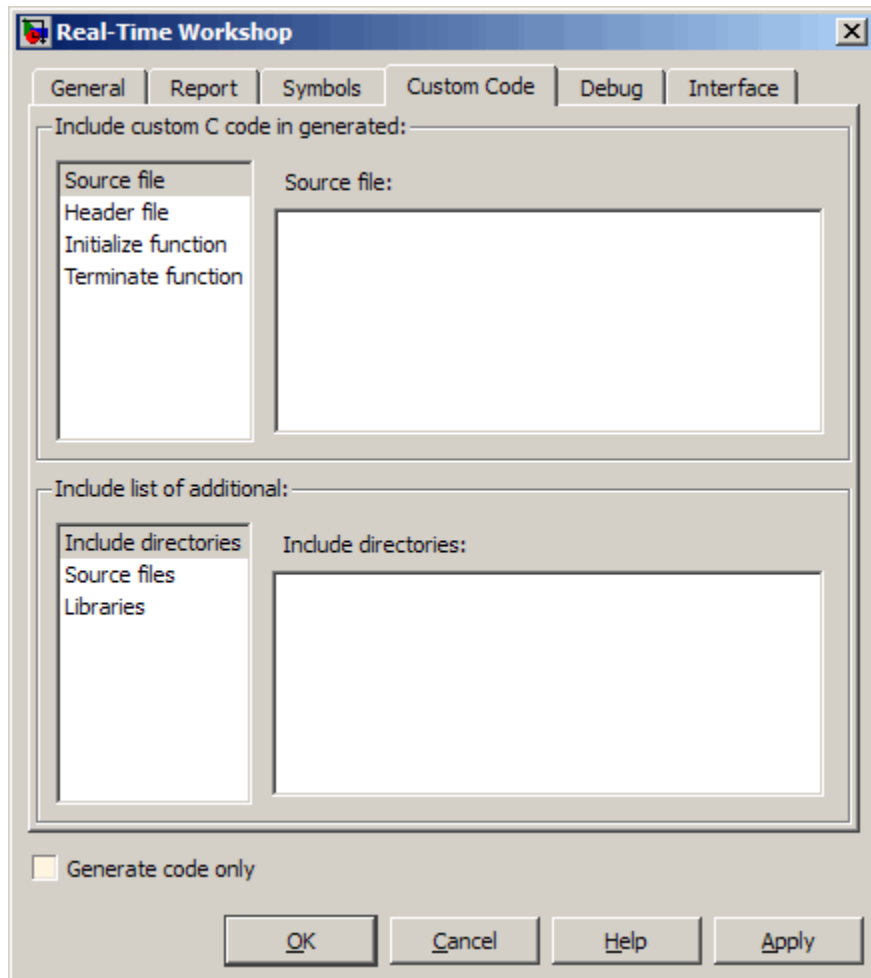 Real-Time Workshop
General Report Symbols Custom Code Debug Interface
Include custom C code in generated:
Source file
Header file
Initialize function
Terminate function
Source file:
Include list of additional:
Include directories
Source files
Libraries
Include directories:
Generate code only
OK Cancel Help Apply